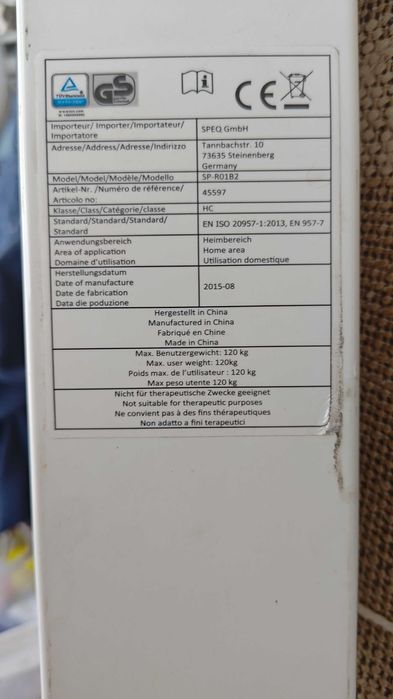 GS
CE
Importeur/ Importer/Importateur/
Importatore
SPEQ GmbH
Adresse/Address/Adresse/Indirizzo
Tannbachstr. 10
73635 Steinenberg
Germany
Model/Model/Modèle/Modello
SP-R01B2
Artikel-Nr. /Numéro de référence/
Articolo no:
45597
Klasse/Class/Catégorie/classe
HC
Standard/Standard/Standard/
Standard
EN ISO 20957-1:2013, EN 957-7
Anwendungsbereich
Area of application
Domaine d'utilisation
Heimbereich
Home area
Utilisation domestique
Herstellungsdatum
Date of manufacture
Date de fabrication
Data die poduzione
2015-08
Hergestellt in China
Manufactured in China
Fabriqué en Chine
Made in China
Max. Benutzergewicht: 120 kg
Max. user weight: 120kg
Poids max. de l'utilisateur : 120 kg
Max peso utente 120 kg
Nicht für therapeutische Zwecke geeignet
Not suitable for therapeutic purposes
Ne convient pas à des fins thérapeutiques
Non adatto a fini terapeutici